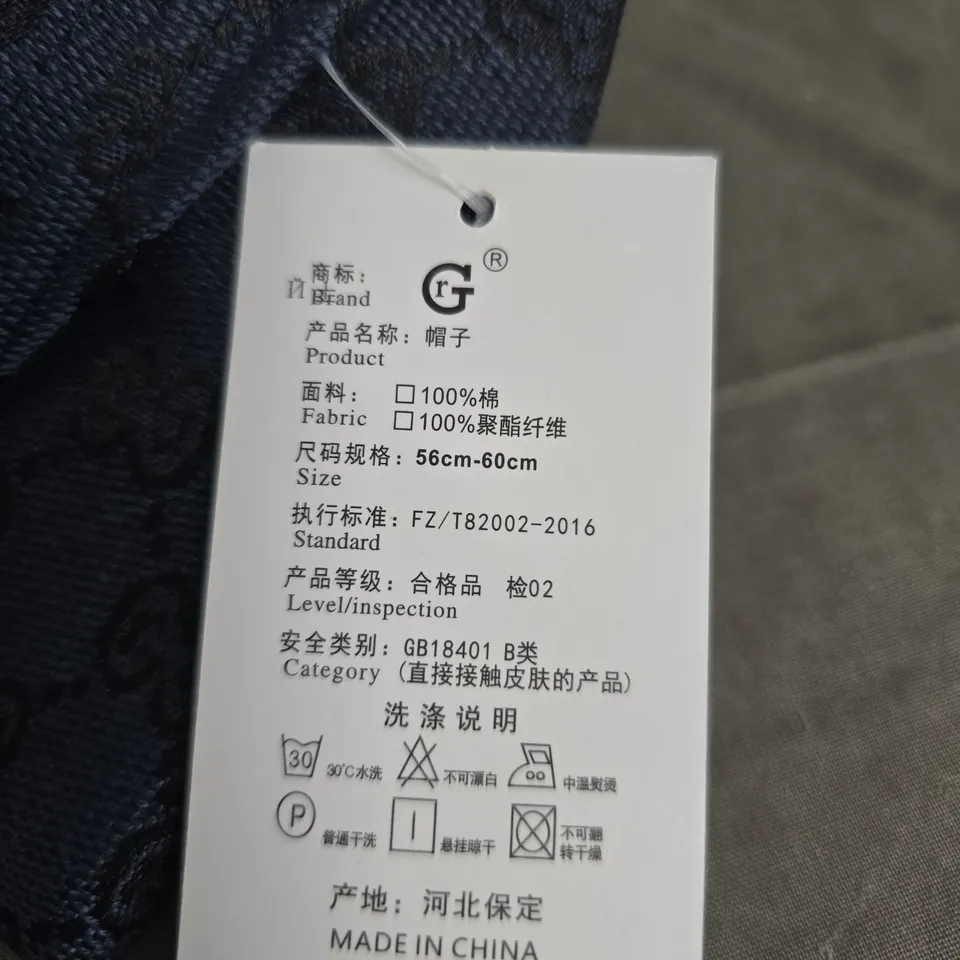 商标：
Brand
GrT ®
产品名称：帽子
Product
面料：□100%棉
Fabric □100%聚酯纤维
尺码规格：56cm-60cm
Size
执行标准：FZ/T82002-2016
Standard
产品等级：合格品 检02
Level/inspection
安全类别：GB18401 B类
Category (直接接触皮肤的产品)
洗涤说明
30 30℃水洗 不可漂白 中温熨烫
P 普通干洗 悬挂晾干 不可翻
转干燥
产地：河北保定
MADE IN CHINA